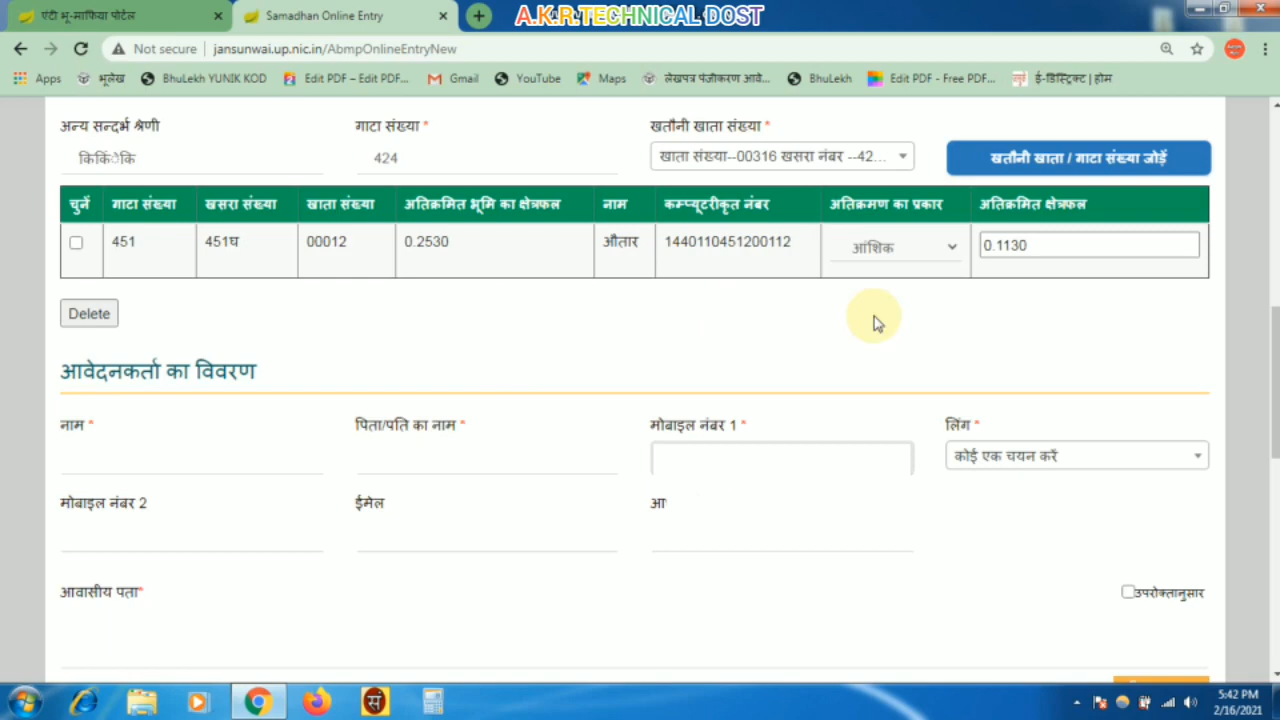 एंटी भू-माफिया पोर्टल
Samadhan Online Entry
A.K.R.TECHNICAL DOST
Not secure | jansunwai.up.nic.in/AbmpOnlineEntryNew
Apps भूलेख BhuLekh YUNIK KOD Edit PDF – Edit PDF... Gmail YouTube Maps लेखपत्र पंजीकरण आवे... BhuLekh Edit PDF - Free PDF... ई-डिस्ट्रिक्ट | होम
अन्य सन्दर्भ श्रेणी गाटा संख्या * खतौनी खाता संख्या *
424 खाता संख्या--00316 खसरा नंबर --42... खतौनी खाता / गाटा संख्या जोड़ें
चुनें गाटा संख्या खसरा संख्या खाता संख्या अतिक्रमित भूमि का क्षेत्रफल नाम कम्प्यूटरीकृत नंबर अतिक्रमण का प्रकार अतिक्रमित क्षेत्रफल
451 451घ 00012 0.2530 औतार 1440110451200112 आंशिक 0.1130
Delete
आवेदनकर्ता का विवरण
नाम * पिता/पति का नाम * मोबाइल नंबर 1 * लिंग *
कोई एक चयन करें
मोबाइल नंबर 2 ईमेल आ
आवासीय पता* उपरोक्तानुसार
5:42 PM
2/16/2021